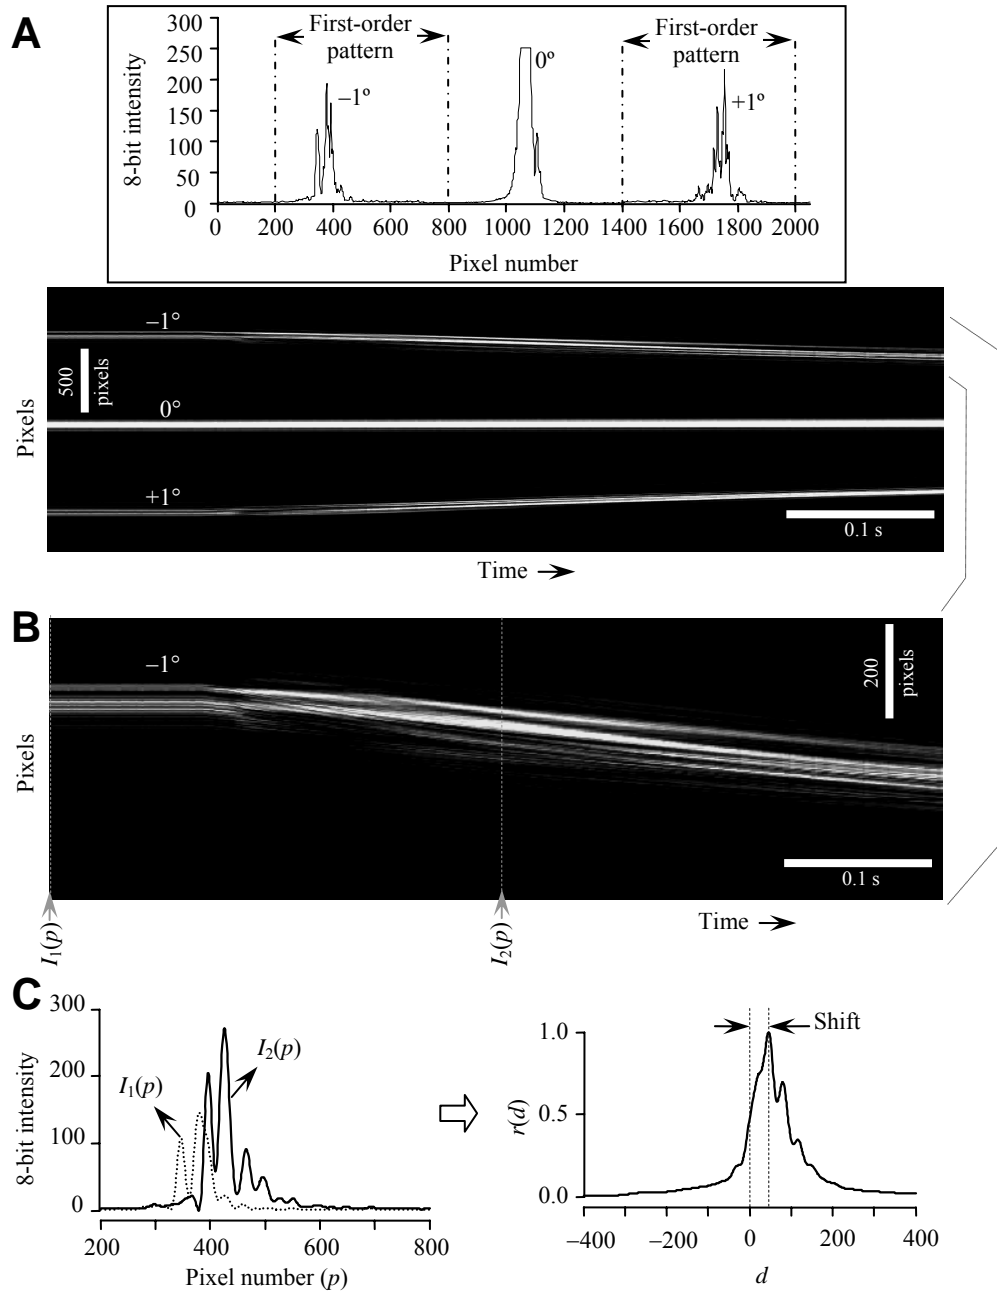 A
300
250
200
150
100
50
0
8-bit intensity
First-order
pattern
First-order
pattern
–1º
0º
+1º
0 200 400 600 800 1000 1200 1400 1600 1800 2000
Pixel number
–1°
500
pixels
0°
Pixels
+1°
0.1 s
Time
B
–1°
200
pixels
Pixels
0.1 s
Time
I1(p)
I2(p)
C
300
200
100
0
8-bit intensity
I1(p)
I2(p)
200 400 600 800
Pixel number (p)
Shift
1.0
0.5
0.0
r(d)
–400 –200 0 200 400
d